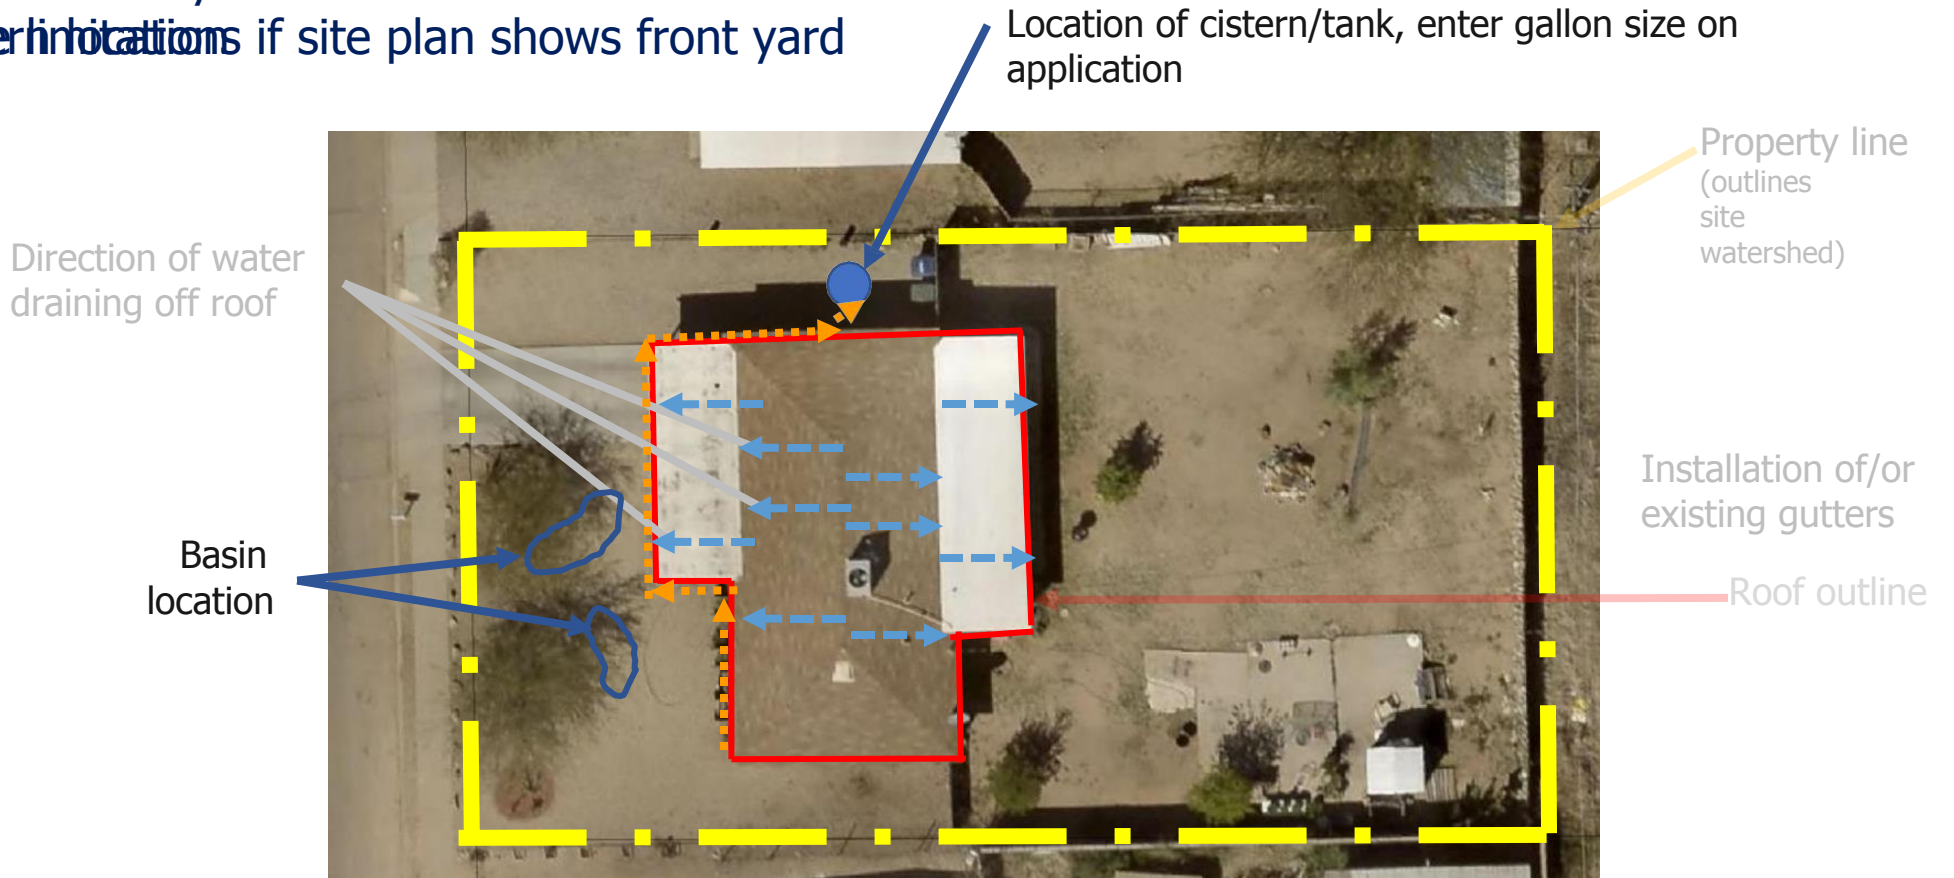 if site plan shows front yard
Location of cistern/tank, enter gallon size on
application
Property line
(outlines
site
watershed)
Direction of water
draining off roof
Installation of/or
existing gutters
Basin
location
Roof outline